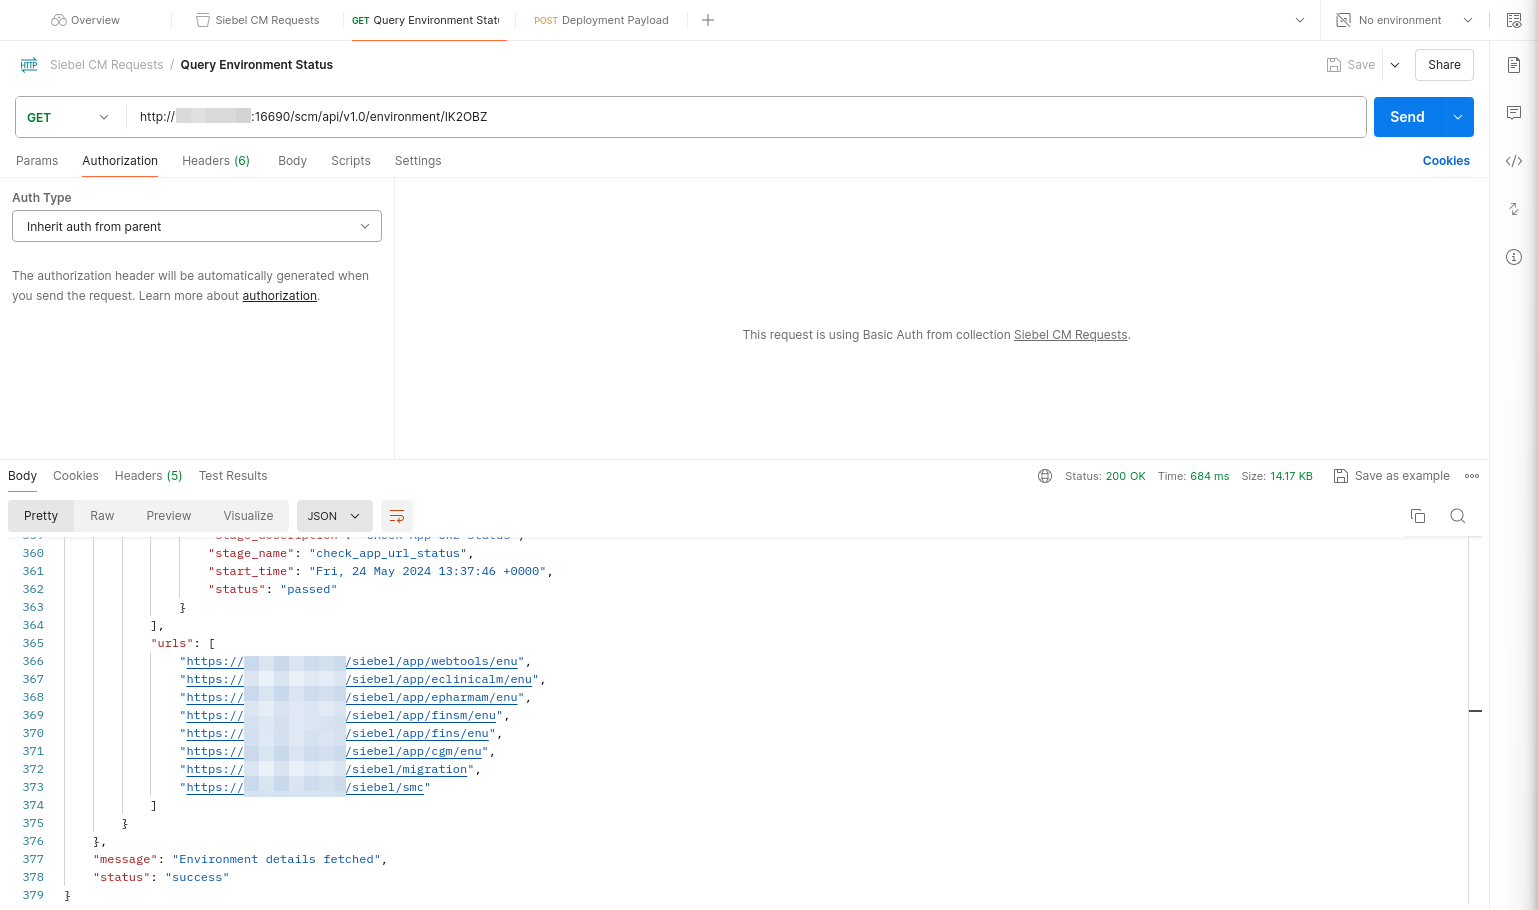 Overview
Siebel CM Requests
GET Query Environment Stat
POST Deployment Payload
No environment
HTTP
Siebel CM Requests / Query Environment Status
Save
Share
GET
http:// :16690/scm/api/v1.0/environment/IK2OBZ
Send
Params
Authorization
Headers (6)
Body
Scripts
Settings
Cookies
Auth Type
Inherit auth from parent
The authorization header will be automatically generated when
you send the request. Learn more about authorization.
This request is using Basic Auth from collection Siebel CM Requests.
Body
Cookies
Headers (5)
Test Results
Status: 200 OK
Time: 684 ms
Size: 14.17 KB
Save as example
Pretty
Raw
Preview
Visualize
JSON
359 "stage_description": "Check App URL status",
360 "stage_name": "check_app_url_status",
361 "start_time": "Fri, 24 May 2024 13:37:46 +0000",
362 "status": "passed"
363 }
364 ],
365 "urls": [
366 "https:// /siebel/app/webtools/enu",
367 "https:// /siebel/app/eclinicalm/enu",
368 "https:// /siebel/app/epharmam/enu",
369 "https:// /siebel/app/finsm/enu",
370 "https:// /siebel/app/fins/enu",
371 "https:// /siebel/app/cgm/enu",
372 "https:// /siebel/migration",
373 "https:// /siebel/smc"
374 ]
375 }
376 },
377 "message": "Environment details fetched",
378 "status": "success"
379 }